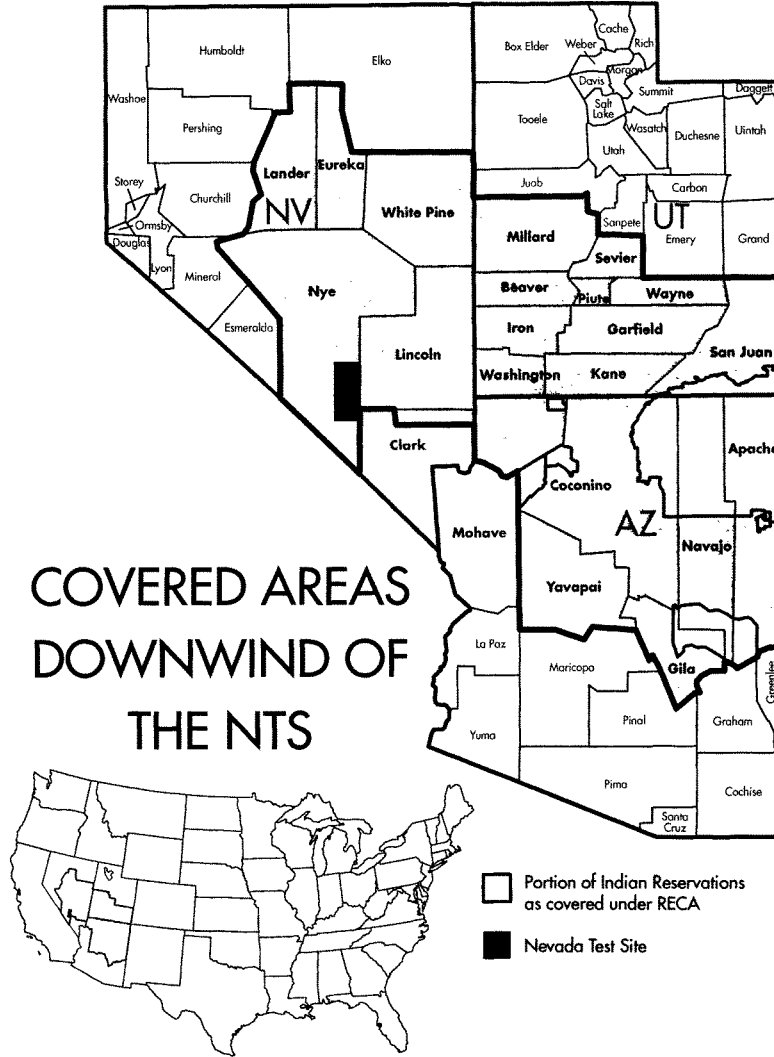 Humboldt
Elko
Washoe
Pershing
Lander
Eureka
White Pine
Storey
Churchill
Ormsby
Douglas
Lyon
Mineral
Esmeralda
NV
Nye
Lincoln
Clark
Box Elder
Cache
Weber
Rich
Morgan
Davis
Summit
Daggett
Tooele
Salt
Lake
Wasatch
Duchesne
Uintah
Utah
Juab
Carbon
Sanpete
UT
Emery
Grand
Millard
Sevier
Beaver
Piute
Wayne
Iron
Garfield
San Juan
Washington
Kane
Apache
Coconino
Mohave
AZ
Navajo
Yavapai
La Paz
Maricopa
Gila
Greenlee
Yuma
Pinal
Graham
Pima
Cochise
Santa
Cruz
COVERED AREAS
DOWNWIND OF
THE NTS
Portion of Indian Reservations
as covered under RECA
Nevada Test Site